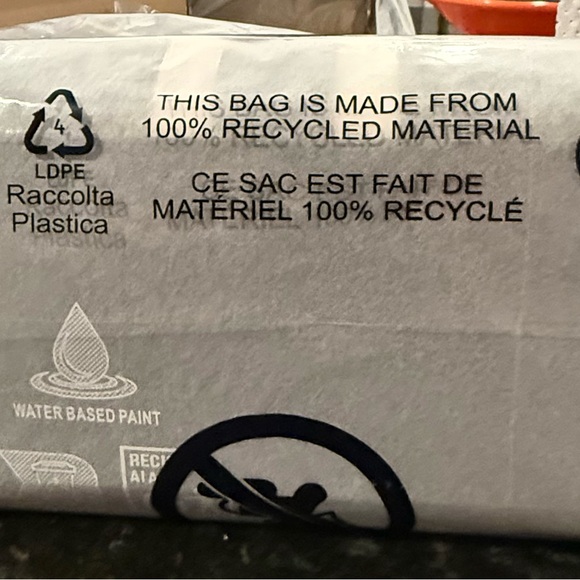 4
LDPE
Raccolta
Plastica
THIS BAG IS MADE FROM
100% RECYCLED MATERIAL
CE SAC EST FAIT DE
MATÉRIEL 100% RECYCLÉ
WATER BASED PAINT